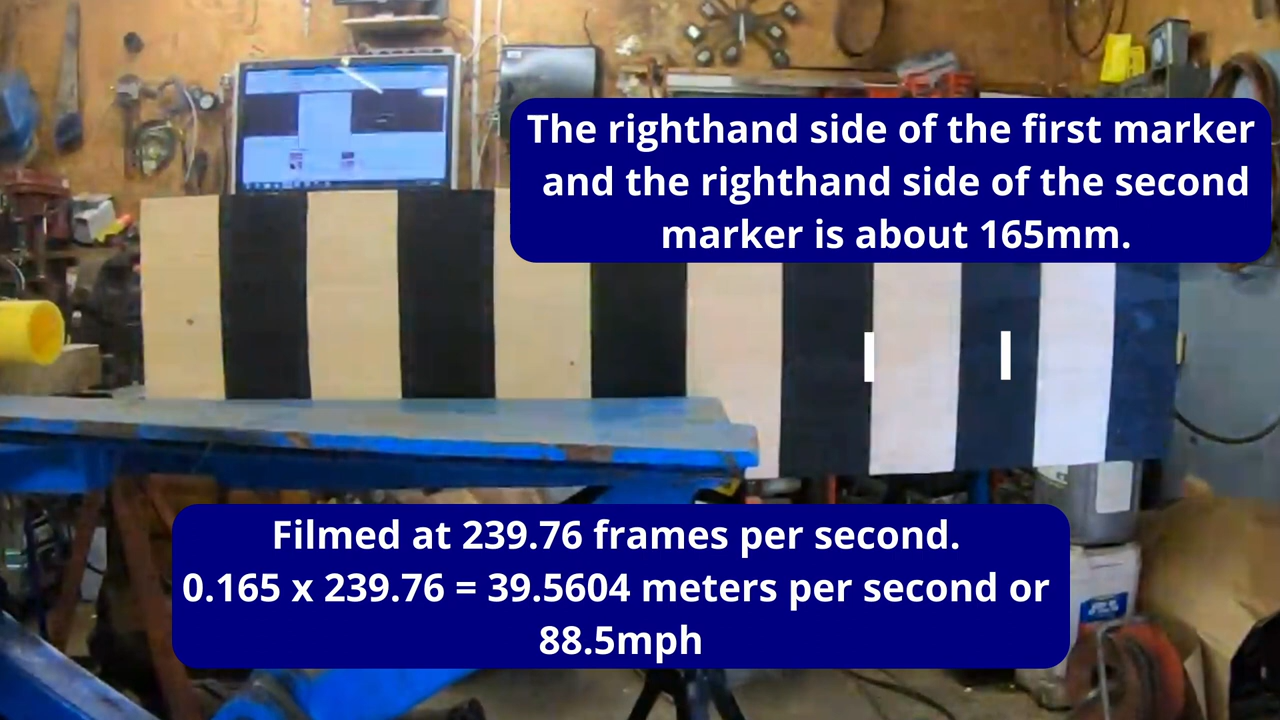 The righthand side of the first marker
and the righthand side of the second
marker is about 165mm.
Filmed at 239.76 frames per second.
0.165 x 239.76 = 39.5604 meters per second or
88.5mph